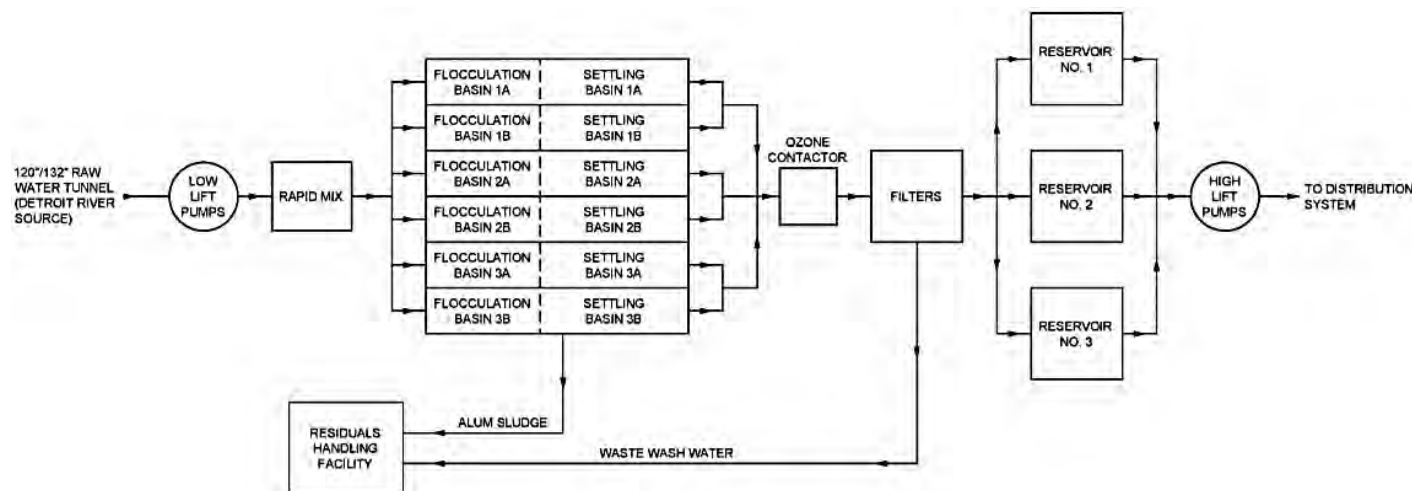 120"/132" RAW
WATER TUNNEL
(DETROIT RIVER
SOURCE)
LOW
LIFT
PUMPS
RAPID MIX
FLOCCULATION
BASIN 1A
SETTLING
BASIN 1A
FLOCCULATION
BASIN 1B
SETTLING
BASIN 1B
FLOCCULATION
BASIN 2A
SETTLING
BASIN 2A
FLOCCULATION
BASIN 2B
SETTLING
BASIN 2B
FLOCCULATION
BASIN 3A
SETTLING
BASIN 3A
FLOCCULATION
BASIN 3B
SETTLING
BASIN 3B
OZONE
CONTACTOR
FILTERS
RESERVOIR
NO. 1
RESERVOIR
NO. 2
RESERVOIR
NO. 3
HIGH
LIFT
PUMPS
TO DISTRIBUTION
SYSTEM
ALUM SLUDGE
WASTE WASH WATER
RESIDUALS
HANDLING
FACILITY